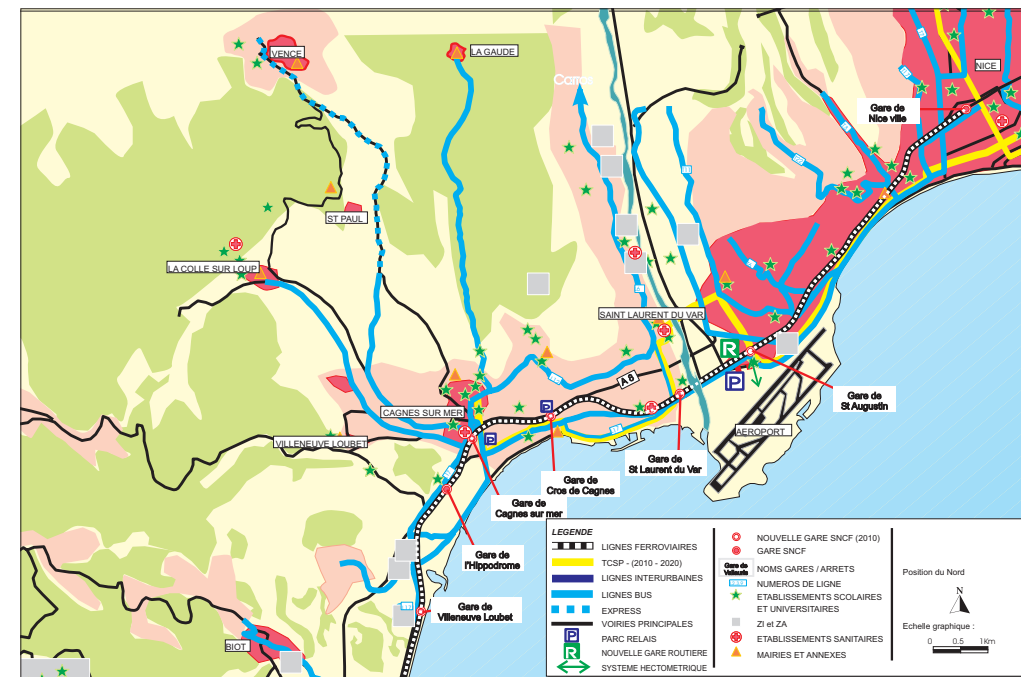 VENCE
LA GAUDE
NICE
Gare de
Nice ville
ST PAUL
LA COLLE SUR LOUP
SAINT LAURENT DU VAR
R
P
A 8
Gare de
St Augustin
P
CAGNES SUR MER
AEROPORT
VILLENEUVE LOUBET
P
Gare de
St Laurent du Var
Gare de
Cros de Cagnes
Gare de
Cagnes sur mer
Gare de
l'Hippodrome
Gare de
Villeneuve Loubet
BIOT
LEGENDE
LIGNES FERROVIAIRES
TCSP - (2010 - 2020)
LIGNES INTERURBAINES
LIGNES BUS
EXPRESS
VOIRIES PRINCIPALES
P PARC RELAIS
R NOUVELLE GARE ROUTIERE
SYSTEME HECTOMETRIQUE
NOUVELLE GARE SNCF (2010)
GARE SNCF
Gare de
Vallauris
NOMS GARES / ARRETS
NUMEROS DE LIGNE
ETABLISSEMENTS SCOLAIRES
ET UNIVERSITAIRES
ZI et ZA
ETABLISSEMENTS SANITAIRES
MAIRIES ET ANNEXES
Position du Nord
N
Echelle graphique :
0 0.5 1Km